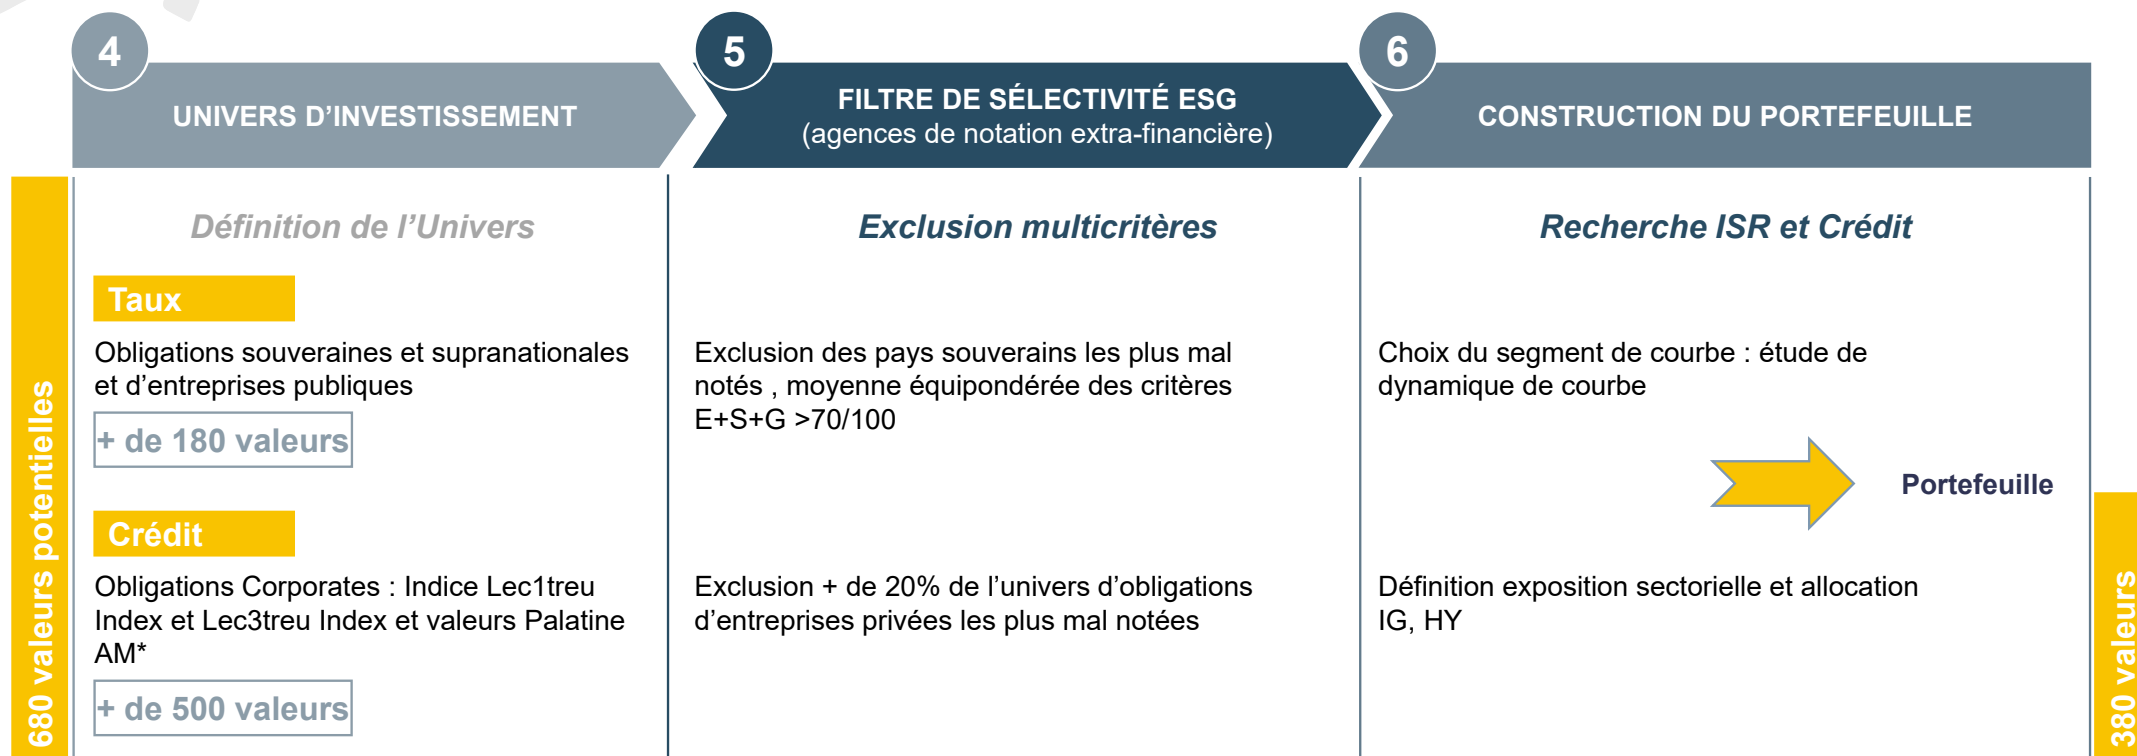 4
UNIVERS D’INVESTISSEMENT
5
FILTRE DE SÉLECTIVITÉ ESG
(agences de notation extra-financière)
6
CONSTRUCTION DU PORTEFEUILLE
680 valeurs potentielles
Définition de l’Univers
Taux
Obligations souveraines et supranationales
et d’entreprises publiques
+ de 180 valeurs
Crédit
Obligations Corporates : Indice Lec1treu
Index et Lec3treu Index et valeurs Palatine
AM*
+ de 500 valeurs
Exclusion multicritères
Exclusion des pays souverains les plus mal
notés , moyenne équipondérée des critères
E+S+G >70/100
Exclusion + de 20% de l’univers d’obligations
d’entreprises privées les plus mal notées
Recherche ISR et Crédit
Choix du segment de courbe : étude de
dynamique de courbe
Portefeuille
Définition exposition sectorielle et allocation
IG, HY
380 valeurs